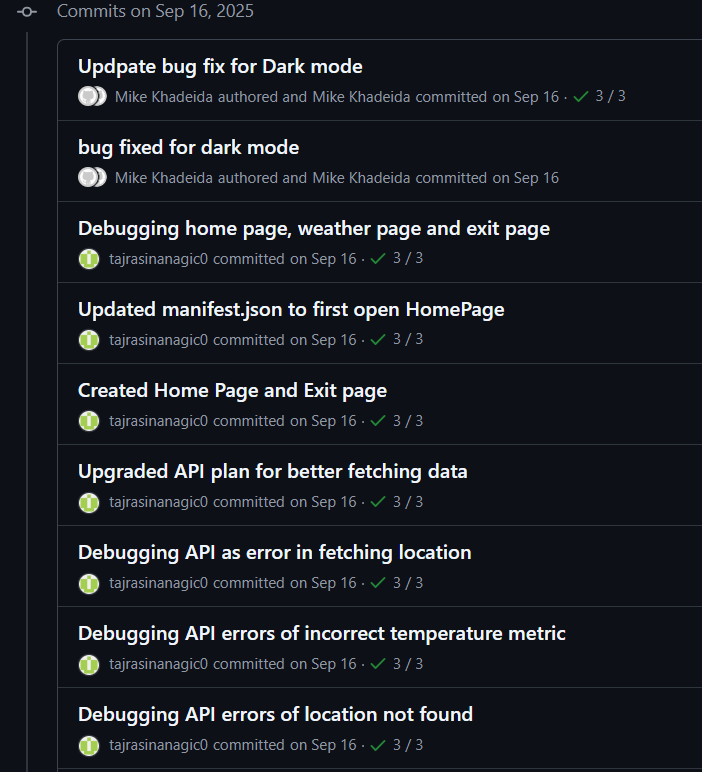 Commits on Sep 16, 2025
Updpate bug fix for Dark mode
Mike Khadeida authored and Mike Khadeida committed on Sep 16 · ✓ 3 / 3
bug fixed for dark mode
Mike Khadeida authored and Mike Khadeida committed on Sep 16
Debugging home page, weather page and exit page
tajrasinanagic0 committed on Sep 16 · ✓ 3 / 3
Updated manifest.json to first open HomePage
tajrasinanagic0 committed on Sep 16 · ✓ 3 / 3
Created Home Page and Exit page
tajrasinanagic0 committed on Sep 16 · ✓ 3 / 3
Upgraded API plan for better fetching data
tajrasinanagic0 committed on Sep 16 · ✓ 3 / 3
Debugging API as error in fetching location
tajrasinanagic0 committed on Sep 16 · ✓ 3 / 3
Debugging API errors of incorrect temperature metric
tajrasinanagic0 committed on Sep 16 · ✓ 3 / 3
Debugging API errors of location not found
tajrasinanagic0 committed on Sep 16 · ✓ 3 / 3